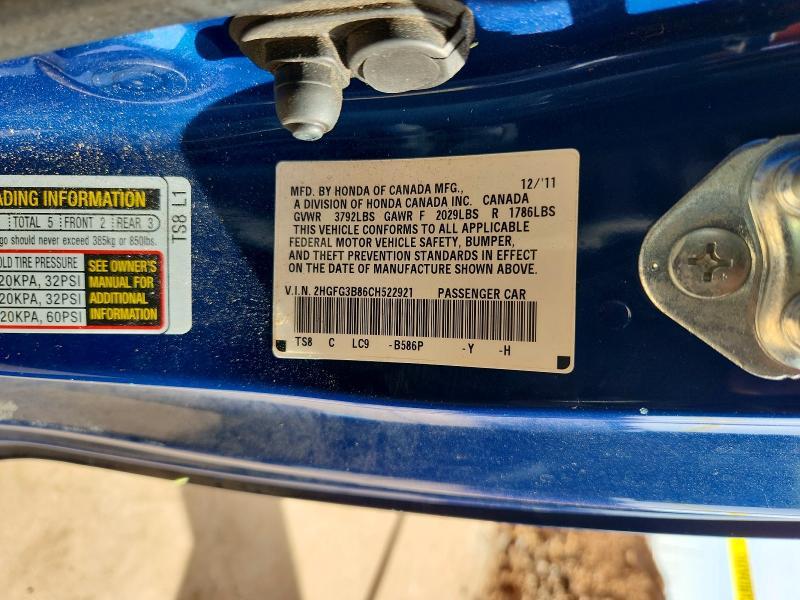 ADING INFORMATION
TOTAL 5 FRONT 2 REAR 3
go should never exceed 385kg or 850lbs.
OLD TIRE PRESSURE
20KPA, 32PSI
20KPA, 32PSI
20KPA, 60PSI
SEE OWNER'S
MANUAL FOR
ADDITIONAL
INFORMATION
TS8 L1
MFD. BY HONDA OF CANADA MFG., 12/'11
A DIVISION OF HONDA CANADA INC. CANADA
GVWR 3792LBS GAWR F 2029LBS R 1786LBS
THIS VEHICLE CONFORMS TO ALL APPLICABLE
FEDERAL MOTOR VEHICLE SAFETY, BUMPER,
AND THEFT PREVENTION STANDARDS IN EFFECT
ON THE DATE OF MANUFACTURE SHOWN ABOVE.
V.I.N. 2HGFG3B86CH522921 PASSENGER CAR
TS8 C LC9 -B586P -Y -H